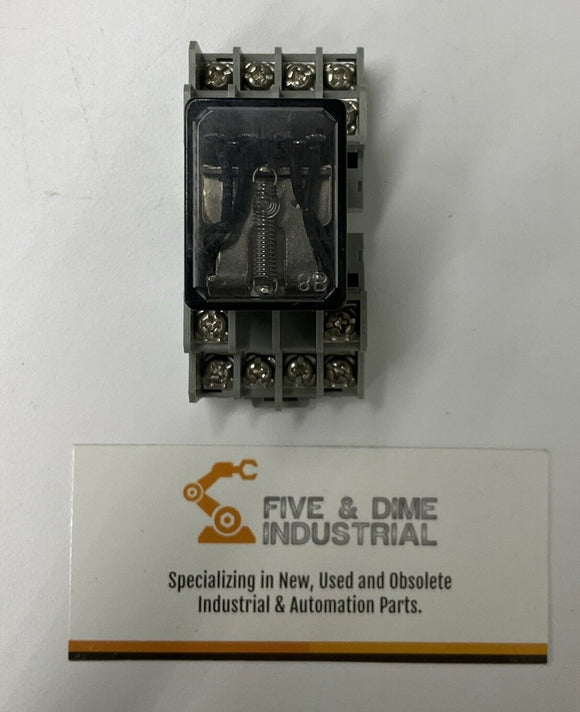 8B
FIVE & DIME
INDUSTRIAL
Specializing in New, Used and Obsolete
Industrial & Automation Parts.